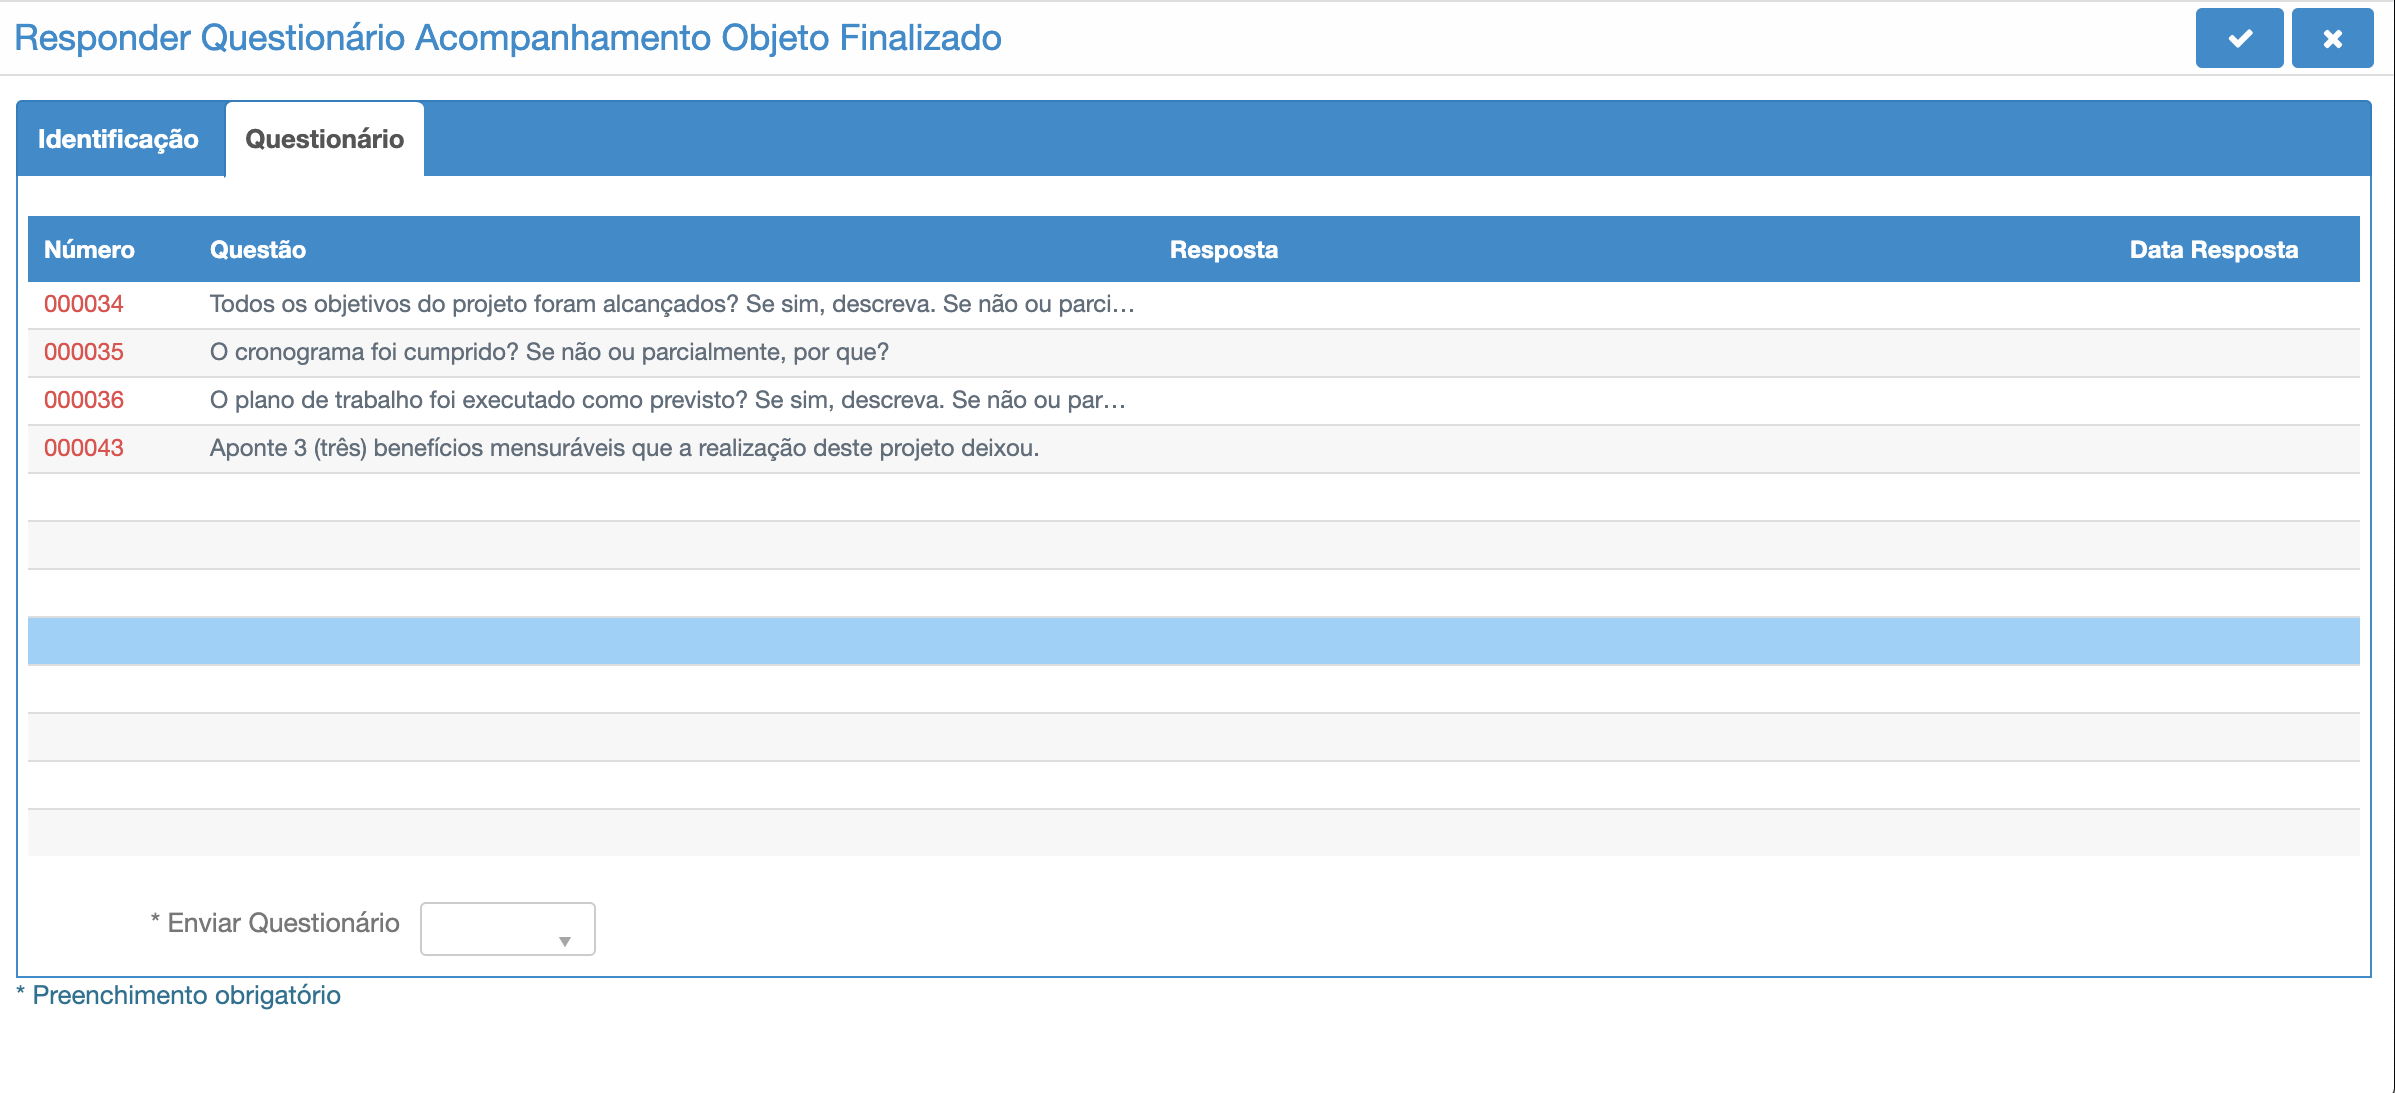 Responder Questionário Acompanhamento Objeto Finalizado
Identificação Questionário
Número Questão Resposta Data Resposta
000034 Todos os objetivos do projeto foram alcançados? Se sim, descreva. Se não ou parci...
000035 O cronograma foi cumprido? Se não ou parcialmente, por que?
000036 O plano de trabalho foi executado como previsto? Se sim, descreva. Se não ou par...
000043 Aponte 3 (três) benefícios mensuráveis que a realização deste projeto deixou.
* Enviar Questionário
* Preenchimento obrigatório